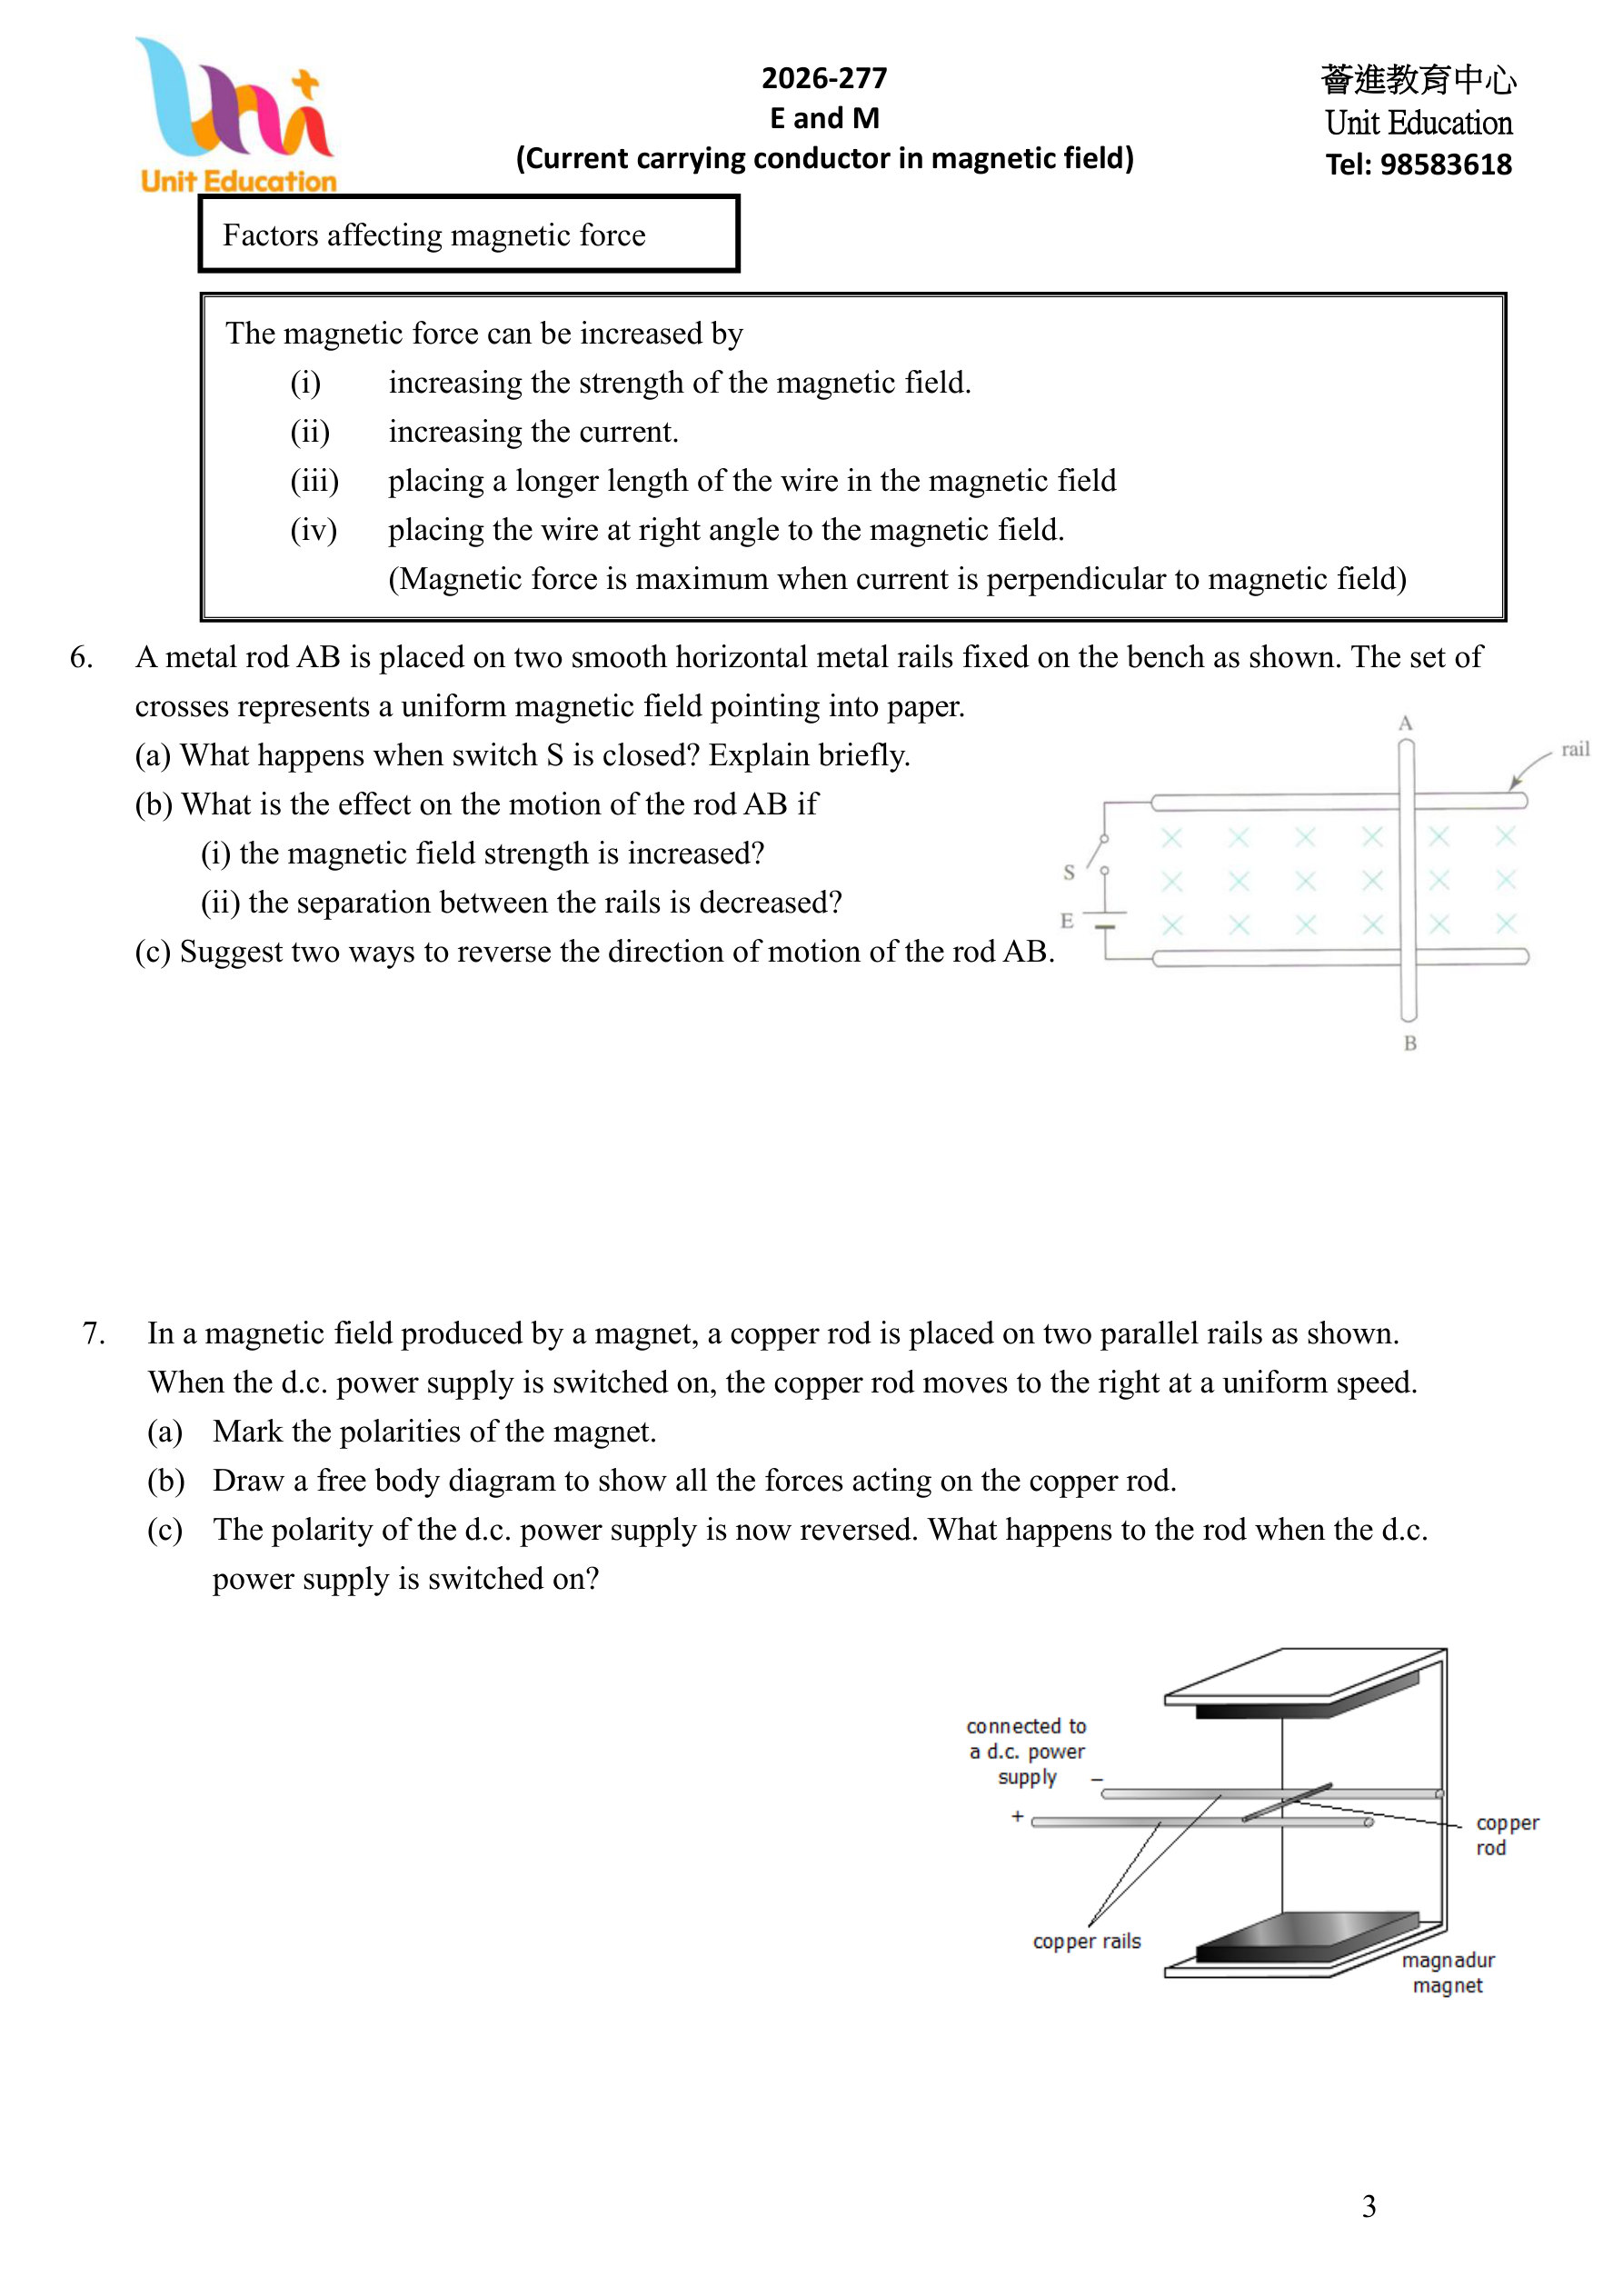 Unit Education
2026-277
E and M
(Current carrying conductor in magnetic field)
薈進教育中心
Unit Education
Tel: 98583618
Factors affecting magnetic force
The magnetic force can be increased by
(i) increasing the strength of the magnetic field.
(ii) increasing the current.
(iii) placing a longer length of the wire in the magnetic field
(iv) placing the wire at right angle to the magnetic field.
(Magnetic force is maximum when current is perpendicular to magnetic field)
6. A metal rod AB is placed on two smooth horizontal metal rails fixed on the bench as shown. The set of
crosses represents a uniform magnetic field pointing into paper.
(a) What happens when switch S is closed? Explain briefly.
(b) What is the effect on the motion of the rod AB if
(i) the magnetic field strength is increased?
(ii) the separation between the rails is decreased?
(c) Suggest two ways to reverse the direction of motion of the rod AB.
A
rail
S
E
B
7. In a magnetic field produced by a magnet, a copper rod is placed on two parallel rails as shown.
When the d.c. power supply is switched on, the copper rod moves to the right at a uniform speed.
(a) Mark the polarities of the magnet.
(b) Draw a free body diagram to show all the forces acting on the copper rod.
(c) The polarity of the d.c. power supply is now reversed. What happens to the rod when the d.c.
power supply is switched on?
connected to
a d.c. power
supply –
+
copper
rod
copper rails
magnadur
magnet
3